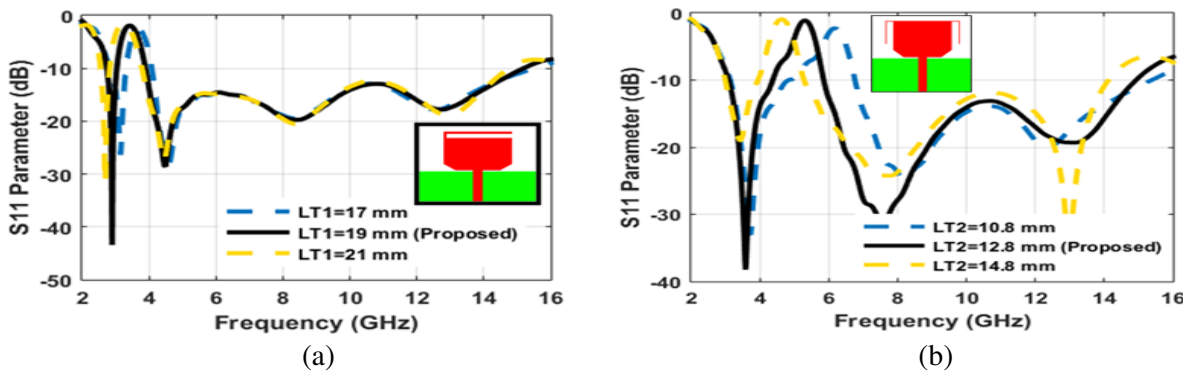 0
-10
-20
-30
-40
-50
S11 Parameter (dB)
LT1=17 mm
LT1=19 mm (Proposed)
LT1=21 mm
2 4 6 8 10 12 14 16
Frequency (GHz)
(a)
0
-10
-20
-30
-40
S11 Parameter (dB)
LT2=10.8 mm
LT2=12.8 mm (Proposed)
LT2=14.8 mm
2 4 6 8 10 12 14 16
Frequency (GHz)
(b)